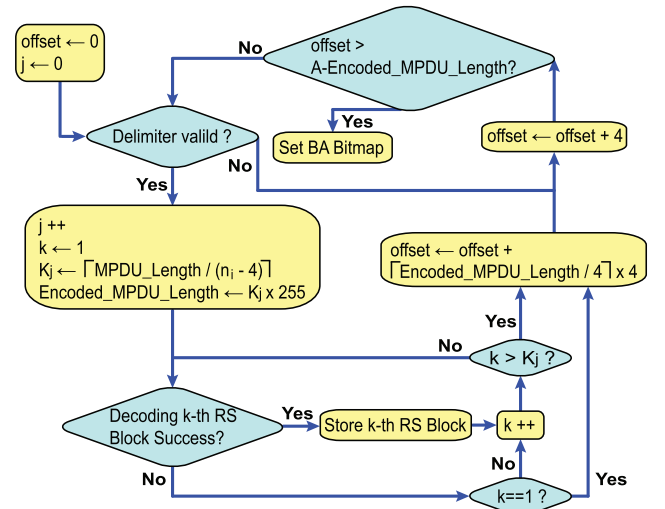 offset ← 0
j ← 0
offset >
A-Encoded_MPDU_Length?
No
Yes
Set BA Bitmap
offset ← offset + 4
Delimiter valild ?
No
Yes
j ++
k ← 1
Kj ← ⌈MPDU_Length / (ni - 4)⌉
Encoded_MPDU_Length ← Kj x 255
offset ← offset +
⌈Encoded_MPDU_Length / 4⌉ x 4
Yes
No
k > Kj ?
Decoding k-th RS
Block Success?
Yes
Store k-th RS Block
k ++
No
No
Yes
k==1 ?